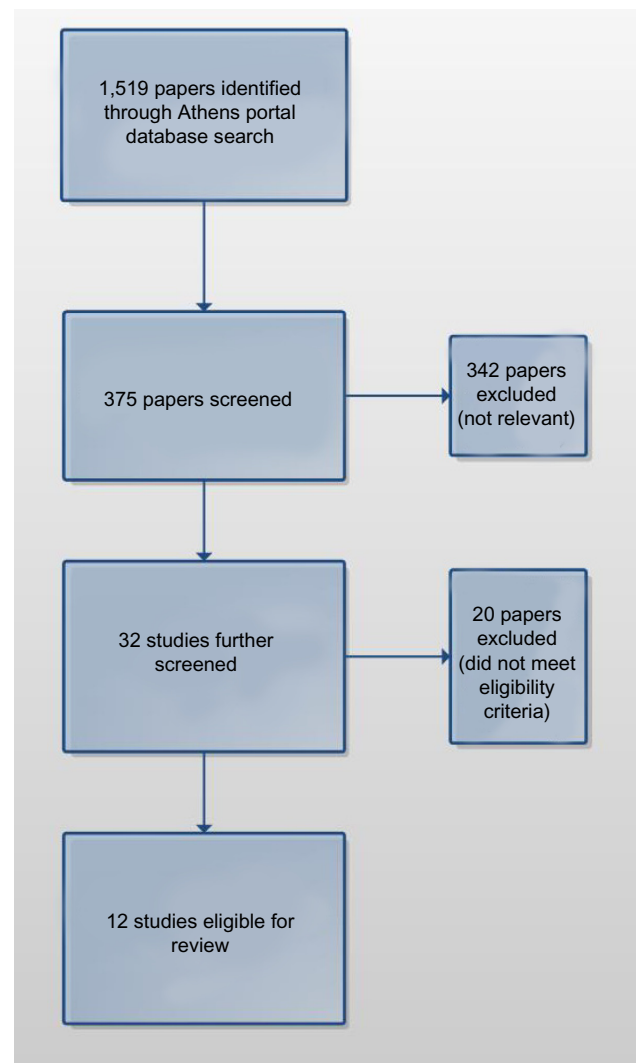 1,519 papers identified
through Athens portal
database search
375 papers screened
342 papers
excluded
(not relevant)
32 studies further
screened
20 papers
excluded
(did not meet
eligibility
criteria)
12 studies eligible for
review